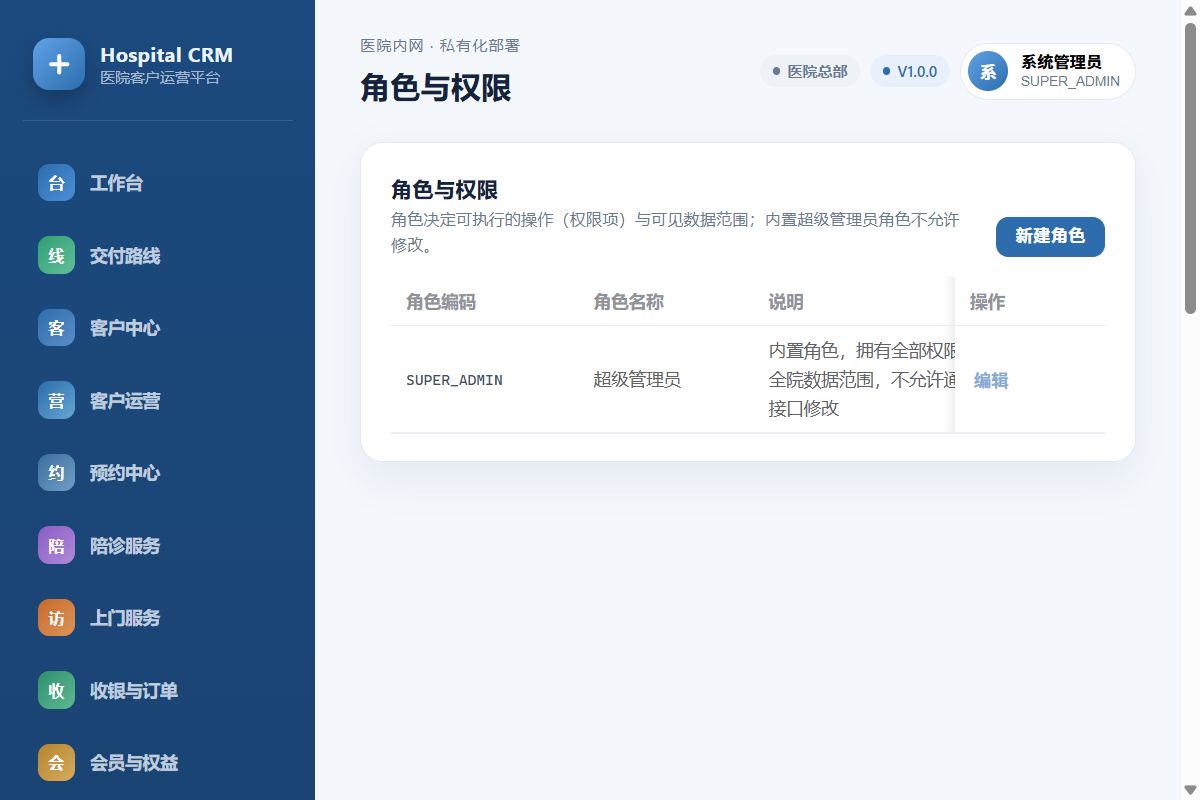 Hospital CRM
医院客户运营平台
台 工作台
线 交付路线
客 客户中心
营 客户运营
约 预约中心
陪 陪诊服务
访 上门服务
收 收银与订单
会 会员与权益
医院内网 · 私有化部署
角色与权限
医院总部
V1.0.0
系
系统管理员
SUPER_ADMIN
角色与权限
角色决定可执行的操作（权限项）与可见数据范围；内置超级管理员角色不允许
修改。
新建角色
角色编码 角色名称 说明 操作
SUPER_ADMIN 超级管理员
内置角色，拥有全部权限
全院数据范围，不允许通
接口修改
编辑